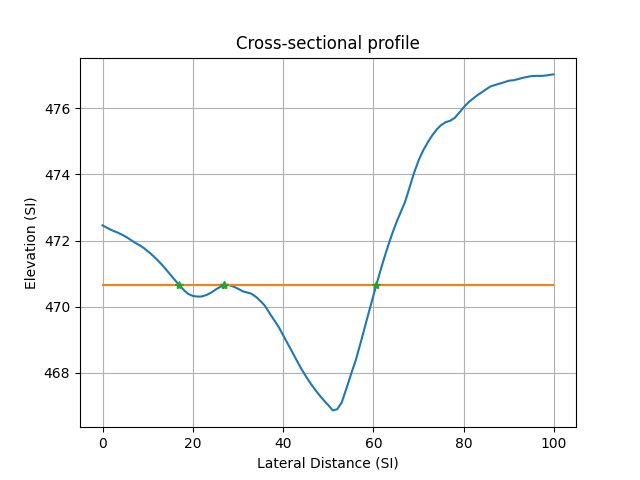 Cross-sectional profile
Elevation (SI)
476
474
472
470
468
0 20 40 60 80 100
Lateral Distance (SI)